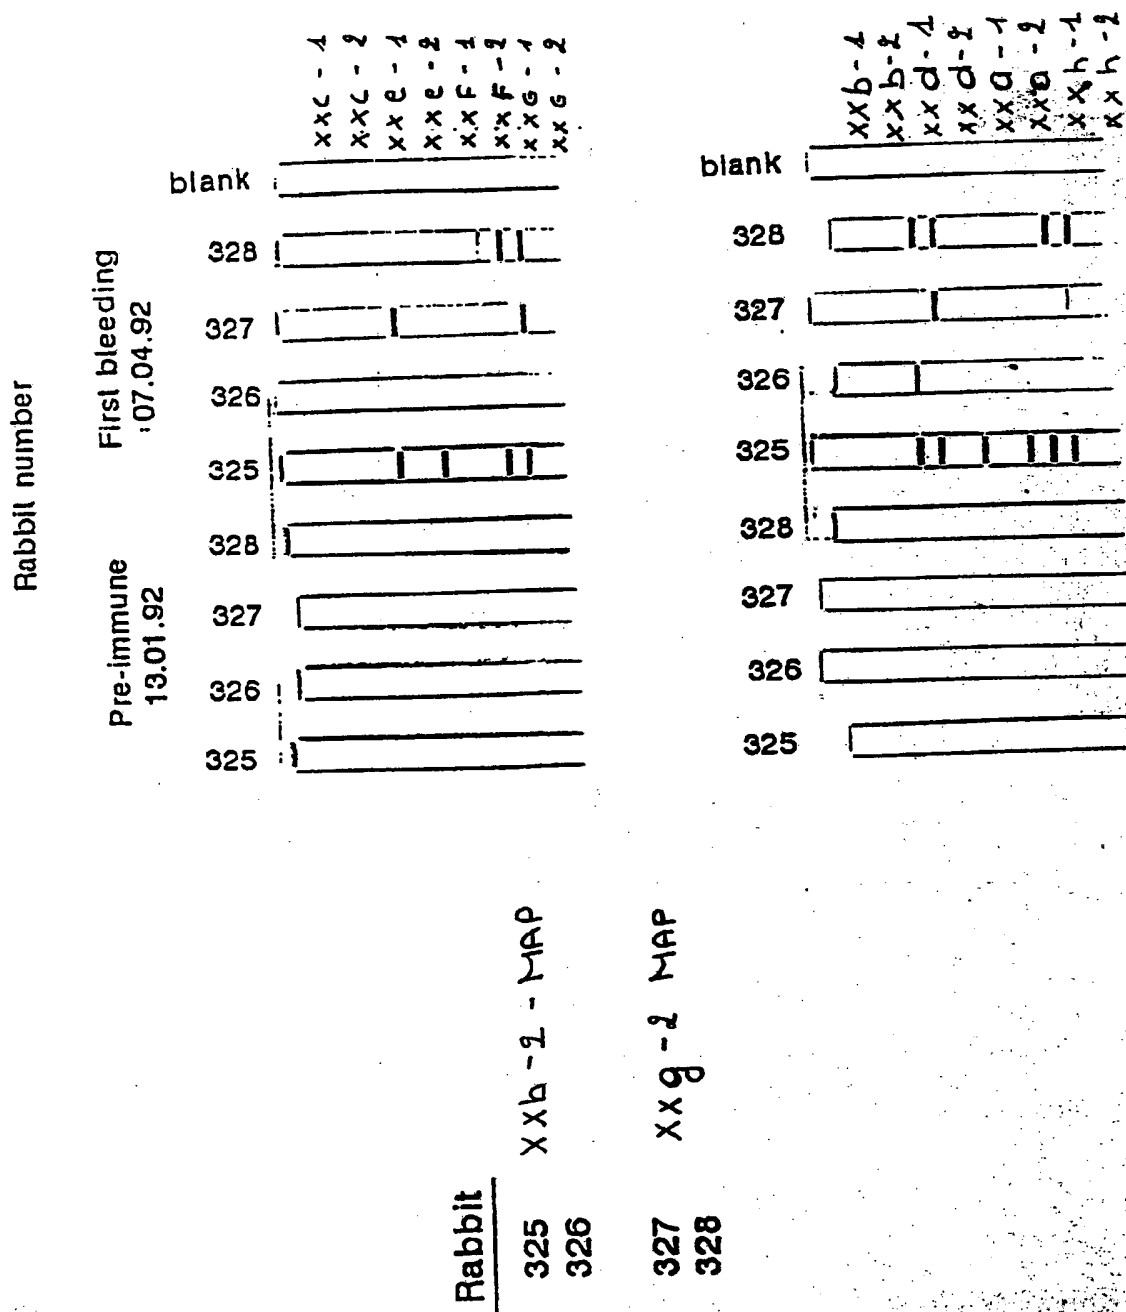 Rabbit number
First bleeding
07.04.92
Pre-immune
13.01.92
xxc - 1
xxc - 2
xxe - 1
xxe - 2
xxF - 1
xxF - 2
xxG - 1
xxG - 2
blank
328
327
326
325
328
327
326
325
xxb - 1
xxb - 2
xxd - 1
xxd - 2
xxa - 1
xxa - 2
xxh - 1
xxh - 2
blank
328
327
326
325
328
327
326
325
Rabbit
325 xxb - 2 - MAP
326
327 xxg - 2 MAP
328